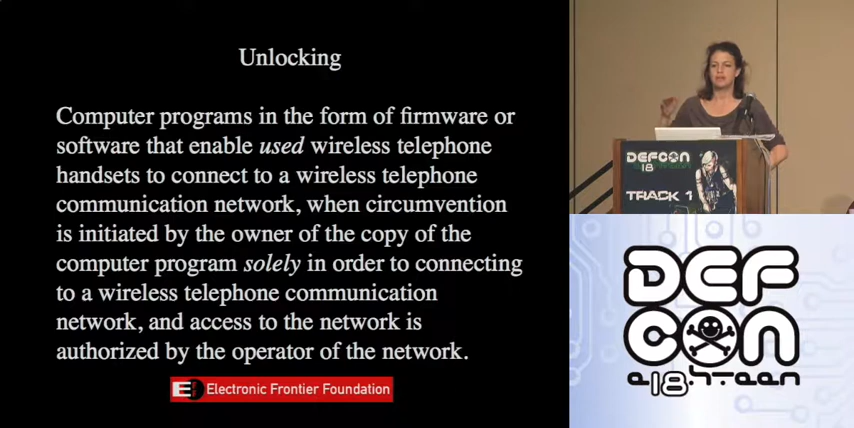 Unlocking
Computer programs in the form of firmware or
software that enable used wireless telephone
handsets to connect to a wireless telephone
communication network, when circumvention
is initiated by the owner of the copy of the
computer program solely in order to connecting
to a wireless telephone communication
network, and access to the network is
authorized by the operator of the network.
EFF Electronic Frontier Foundation
DEFCON
18
TRACK 1
DEF
CON
e18h-teen